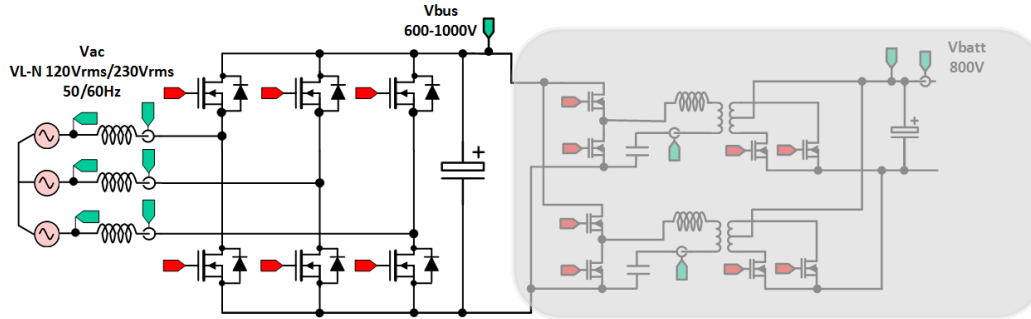 Vac
VL-N 120Vrms/230Vrms
50/60Hz
Vbus
600-1000V
+
Vbatt
800V
+